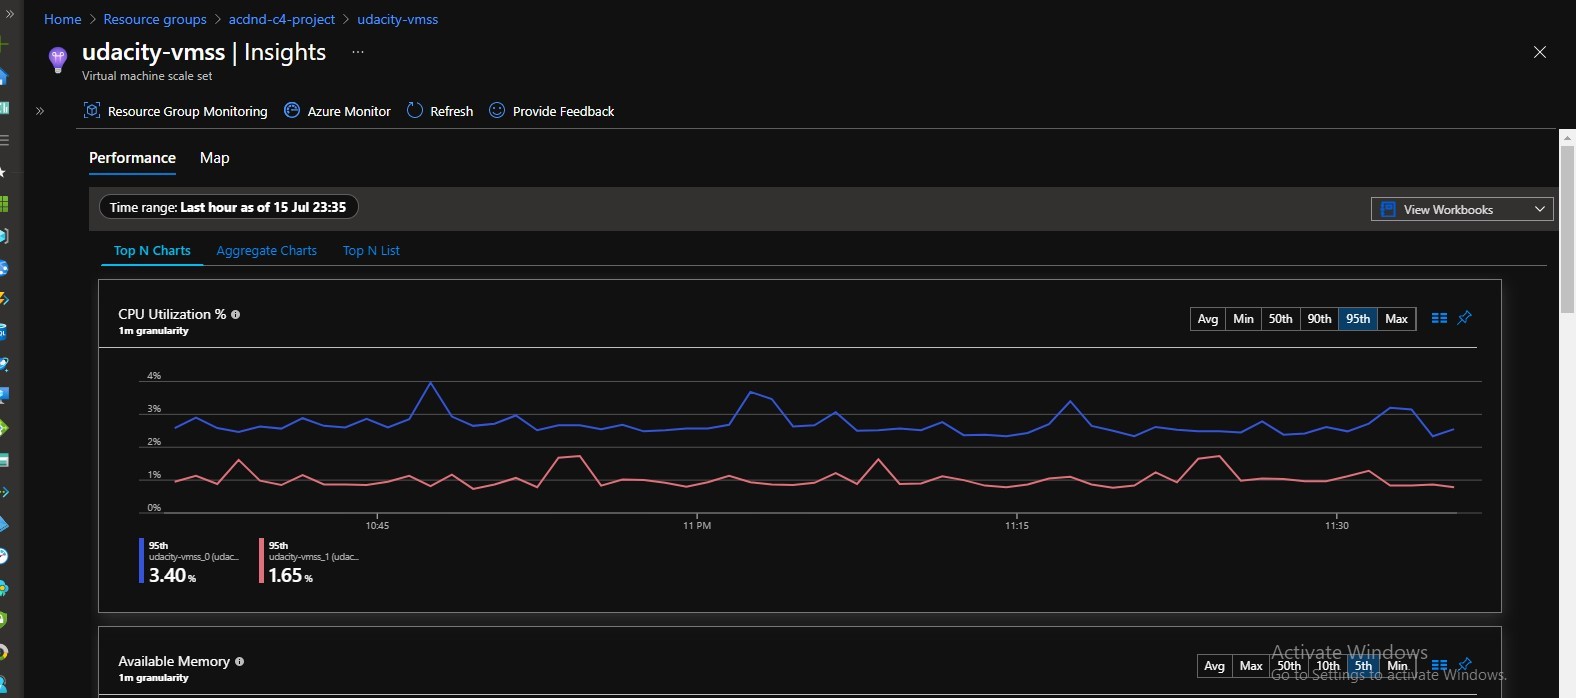 Home > Resource groups > acdnd-c4-project > udacity-vmss
udacity-vmss | Insights ...
Virtual machine scale set
Resource Group Monitoring Azure Monitor Refresh Provide Feedback
Performance Map
Time range: Last hour as of 15 Jul 23:35
View Workbooks
Top N Charts Aggregate Charts Top N List
CPU Utilization %
1m granularity
Avg Min 50th 90th 95th Max
4%
3%
2%
1%
0%
10:45 11 PM 11:15 11:30
95th
udacity-vmss_0 (udac...
3.40 %
95th
udacity-vmss_1 (udac...
1.65 %
Available Memory
1m granularity
Avg Max 50th 10th 5th Min
Activate Windows
Go to Settings to activate Windows.